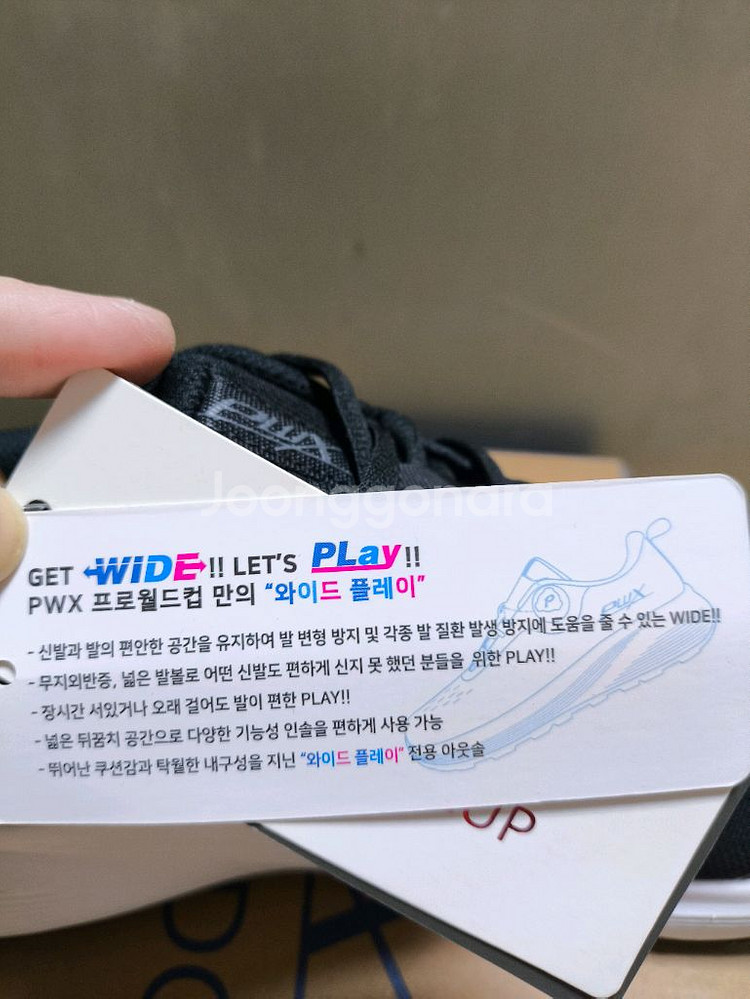 PWX
Joonggonara
GET WIDE!! LET'S PLay!!
PWX 프로월드컵 만의 “와이드 플레이”
- 신발과 발의 편안한 공간을 유지하여 발 변형 방지 및 각종 발 질환 발생 방지에 도움을 줄 수 있는 WIDE!!
- 무지외반증, 넓은 발볼로 어떤 신발도 편하게 신지 못 했던 분들을 위한 PLAY!!
- 장시간 서있거나 오래 걸어도 발이 편한 PLAY!!
- 넓은 뒤꿈치 공간으로 다양한 기능성 인솔을 편하게 사용 가능
- 뛰어난 쿠션감과 탁월한 내구성을 지닌 “와이드 플레이” 전용 아웃솔
P
PWX